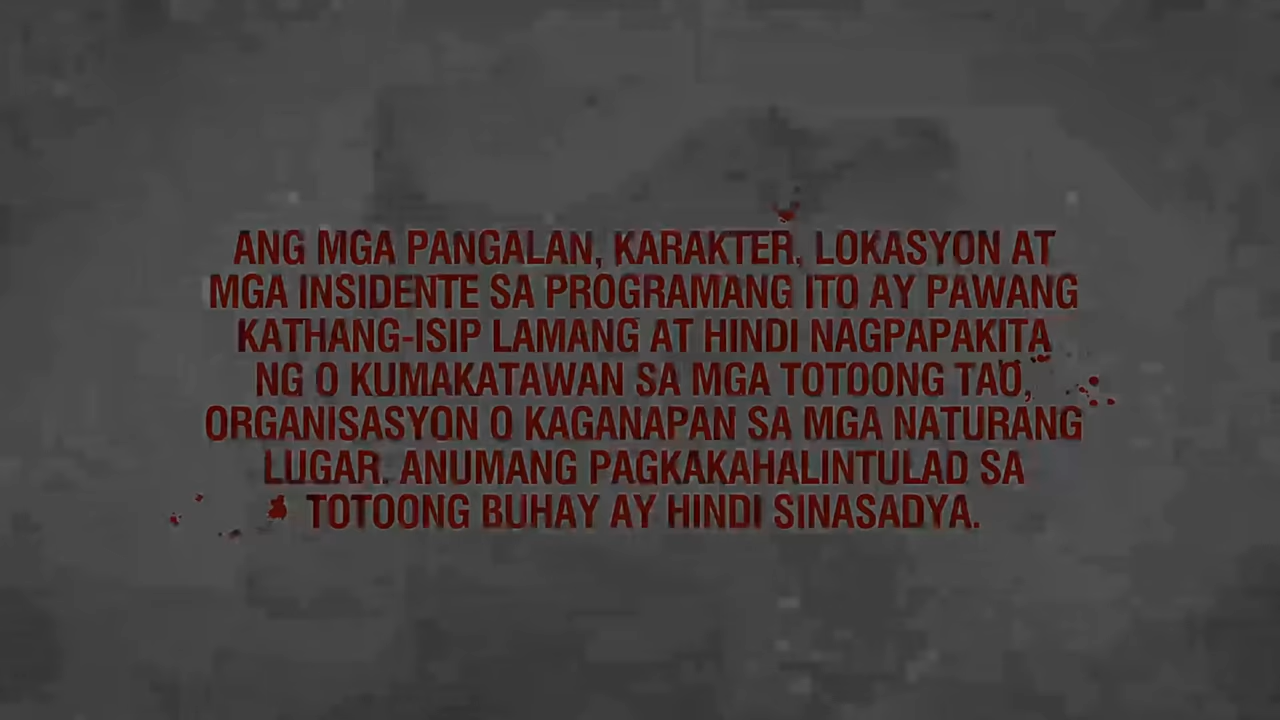 ANG MGA PANGALAN, KARAKTER, LOKASYON AT
MGA INSIDENTE SA PROGRAMANG ITO AY PAWANG
KATHANG-ISIP LAMANG AT HINDI NAGPAPAKITA
NG O KUMAKATAWAN SA MGA TOTOONG TAO,
ORGANISASYON O KAGANAPAN SA MGA NATURANG
LUGAR. ANUMANG PAGKAKAHALINTULAD SA
TOTOONG BUHAY AY HINDI SINASADYA.